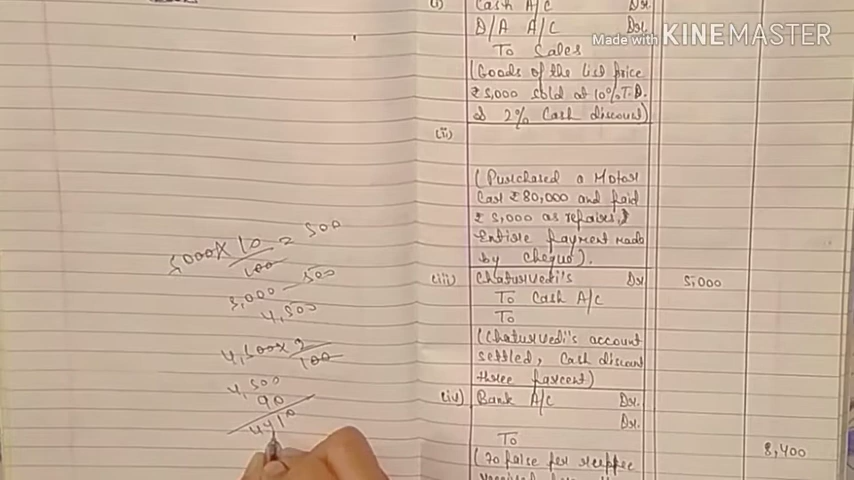 Made with KINEMASTER
5000 × 10 = 500
100
5,000 - 500
4,500
4,500 × 2
100
4,500
90
4410
(i) Cash A/C Dr.
D/A A/C Dr.
To Sales
(Goods of the list price
₹ 5,000 sold at 10% T.D.
& 2% Cash discount)
(ii)
(Purchased a Motor
Car ₹ 80,000 and paid
₹ 5,000 as repairs,
Entire payment made
by cheque).
(iii) Chaturvedi's Dr 5,000
To Cash A/C
To
(Chaturvedi's account
settled, Cash discount
three percent)
(iv) Bank A/C Dr.
Dr.
To 8,400
(70 paise per